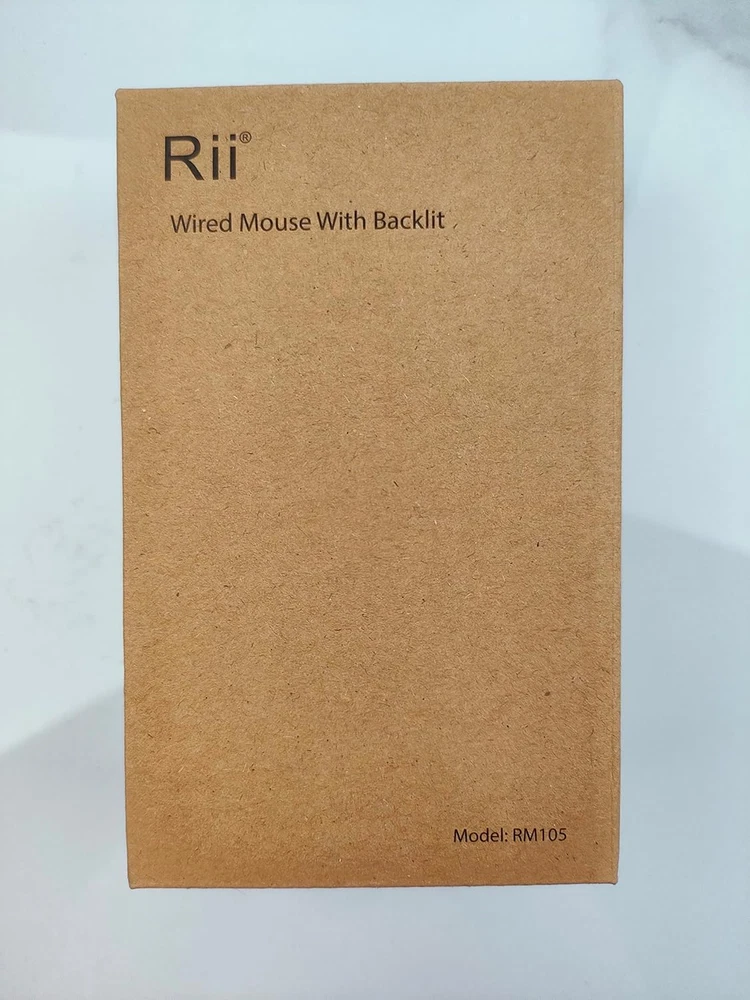 Rii®
Wired Mouse With Backlit
Model: RM105